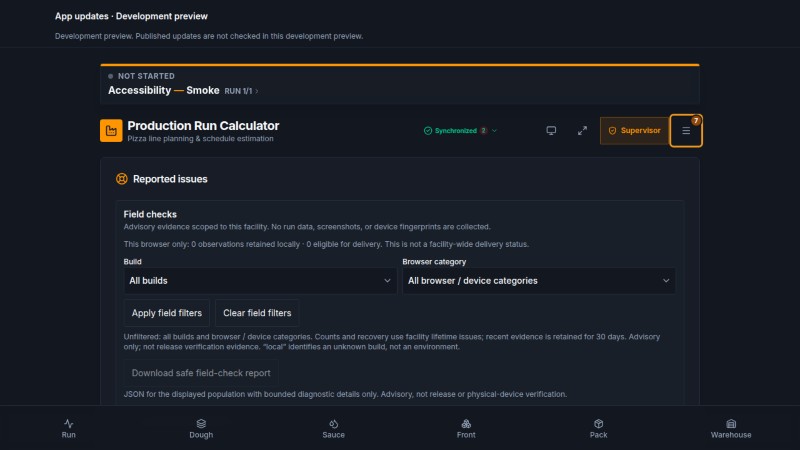 App updates · Development preview
Development preview. Published updates are not checked in this development preview.
NOT STARTED
Accessibility — Smoke RUN 1/1 ›
Production Run Calculator
Pizza line planning & schedule estimation
Synchronized 2
Supervisor
7
Reported issues
Field checks
Advisory evidence scoped to this facility. No run data, screenshots, or device fingerprints are collected.
This browser only: 0 observations retained locally · 0 eligible for delivery. This is not a facility-wide delivery status.
Build
Browser category
All builds
All browser / device categories
Apply field filters
Clear field filters
Unfiltered: all builds and browser / device categories. Counts and recovery use facility lifetime issues; recent evidence is retained for 30 days. Advisory
only; not release verification evidence. "local" identifies an unknown build, not an environment.
Download safe field-check report
JSON for the displayed population with bounded diagnostic details only. Advisory, not release or physical-device verification.
Run
Dough
Sauce
Front
Pack
Warehouse